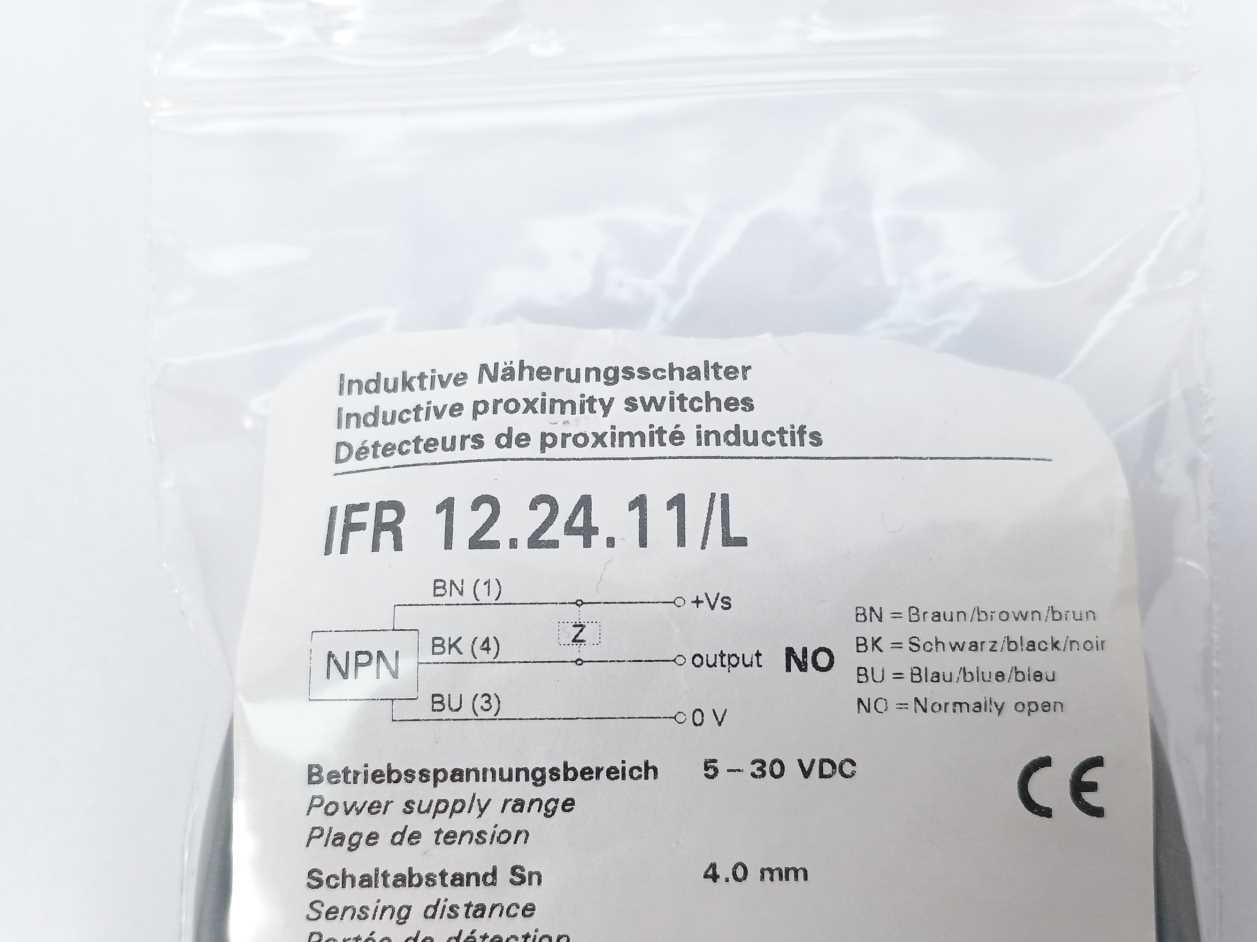 Induktive Näherungsschalter
Inductive proximity switches
Détecteurs de proximité inductifs
IFR 12.24.11/L
BN (1)
+Vs
Z
NPN
BK (4)
output NO
BU (3)
0 V
BN = Braun/brown/brun
BK = Schwarz/black/noir
BU = Blau/blue/bleu
NO = Normally open
Betriebsspannungsbereich 5 – 30 VDC
Power supply range
Plage de tension
CE
Schaltabstand Sn 4.0 mm
Sensing distance
Portée de détection